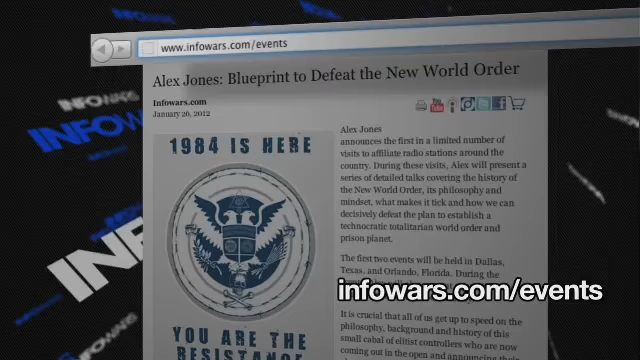 INFOWARS
www.infowars.com/events
Alex Jones: Blueprint to Defeat the New World Order
Infowars.com
January 26, 2012
1984 IS HERE
YOU ARE THE
RESISTANCE
Alex Jones
announces the first in a limited number of
visits to affiliate radio stations around the
country. During these visits, Alex will present a
series of detailed talks covering the history of
the New World Order, its philosophy and
mindset, what makes it tick and how we can
decisively defeat the plan to establish a
technocratic totalitarian world order and
prison planet.
The first two events will be held in Dallas,
Texas, and Orlando, Florida. During the
infowars.com/events
It is crucial that all of us get up to speed on the
philosophy, background and history of this
small cabal of elitist controllers who are now
coming out in the open and announcing their
INFOWARS
INFOWARS
INFOWARS